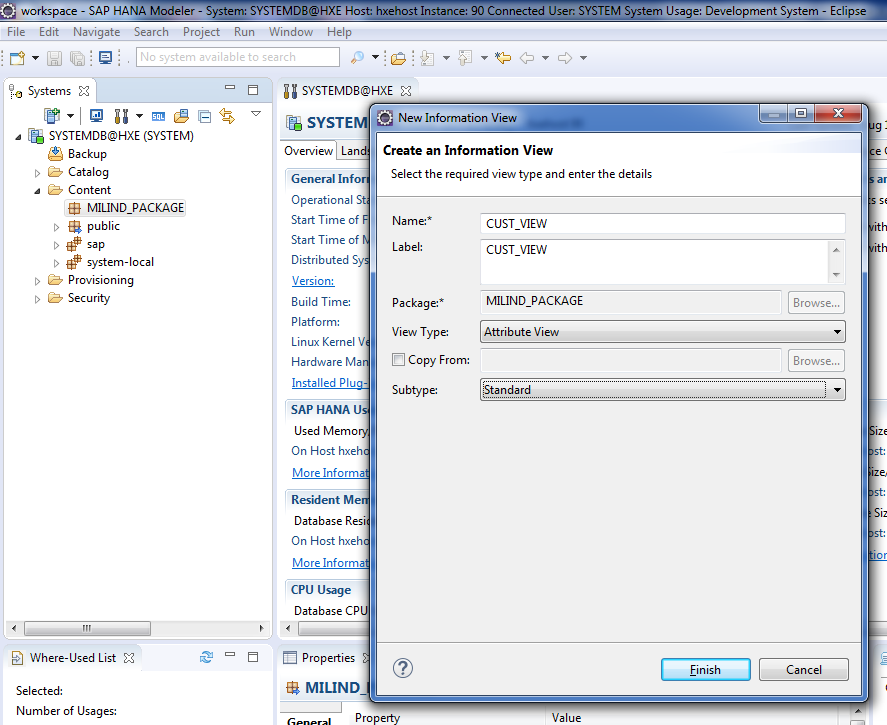 workspace - SAP HANA Modeler - System: SYSTEMDB@HXE Host: hxehost Instance: 90 Connected User: SYSTEM System Usage: Development System - Eclipse
File Edit Navigate Search Project Run Window Help
No system available to search
Systems
SYSTEMDB@HXE (SYSTEM)
Backup
Catalog
Content
MILIND_PACKAGE
public
sap
system-local
Provisioning
Security
SYSTEMDB@HXE
SYSTEM
Overview Lands
General Inform
Operational Sta
Start Time of F
Start Time of M
Distributed Sys
Version:
Build Time:
Platform:
Linux Kernel Ve
Hardware Man
Installed Plug-
SAP HANA Use
Used Memory
On Host hxeho
More Informat
Resident Mem
Database Resid
On Host hxeho
More Informat
CPU Usage
Database CPU
New Information View
Create an Information View
Select the required view type and enter the details
Name:* CUST_VIEW
Label: CUST_VIEW
Package:* MILIND_PACKAGE Browse...
View Type: Attribute View
Copy From: Browse...
Subtype: Standard
Finish Cancel
Where-Used List
Selected:
Number of Usages:
Properties
MILIND_
General
Property Value